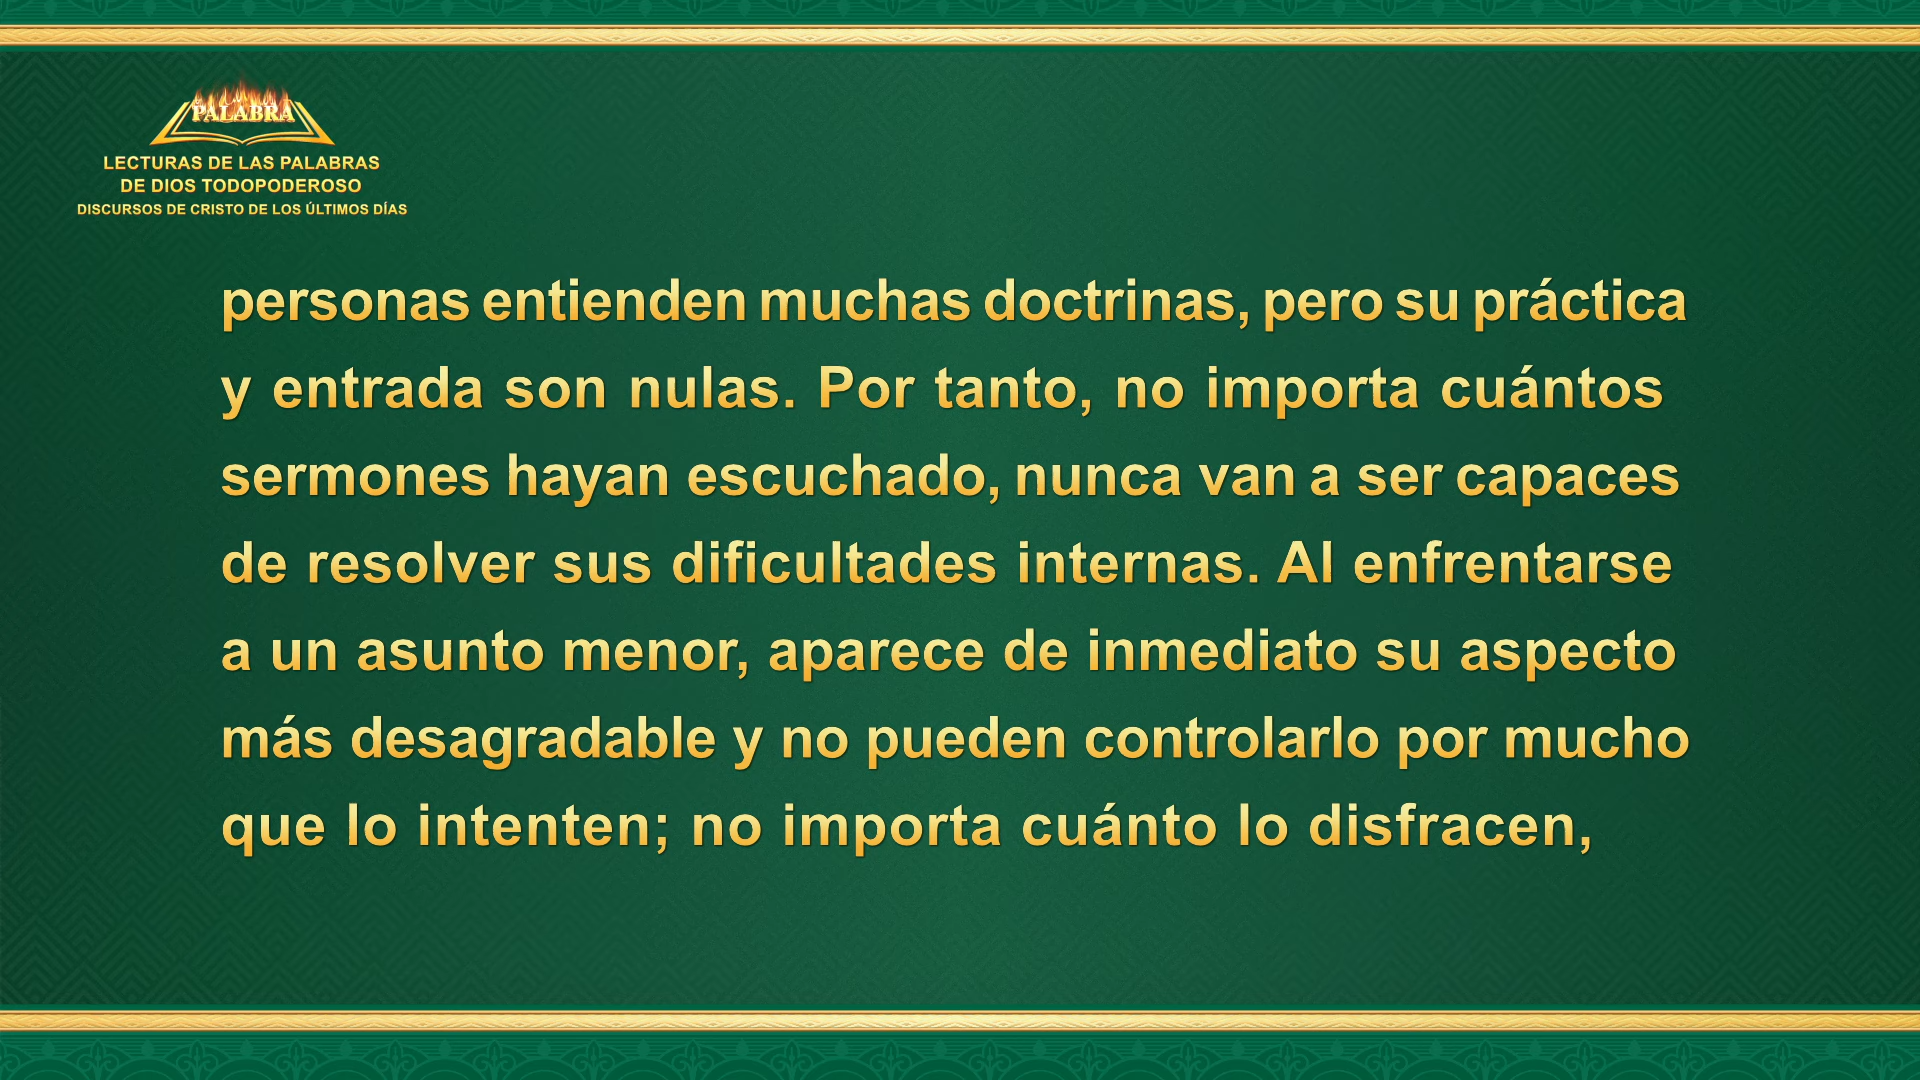 PALABRA
LECTURAS DE LAS PALABRAS
DE DIOS TODOPODEROSO
DISCURSOS DE CRISTO DE LOS ÚLTIMOS DÍAS
personas entienden muchas doctrinas, pero su práctica
y entrada son nulas. Por tanto, no importa cuántos
sermones hayan escuchado, nunca van a ser capaces
de resolver sus dificultades internas. Al enfrentarse
a un asunto menor, aparece de inmediato su aspecto
más desagradable y no pueden controlarlo por mucho
que lo intenten; no importa cuánto lo disfracen,